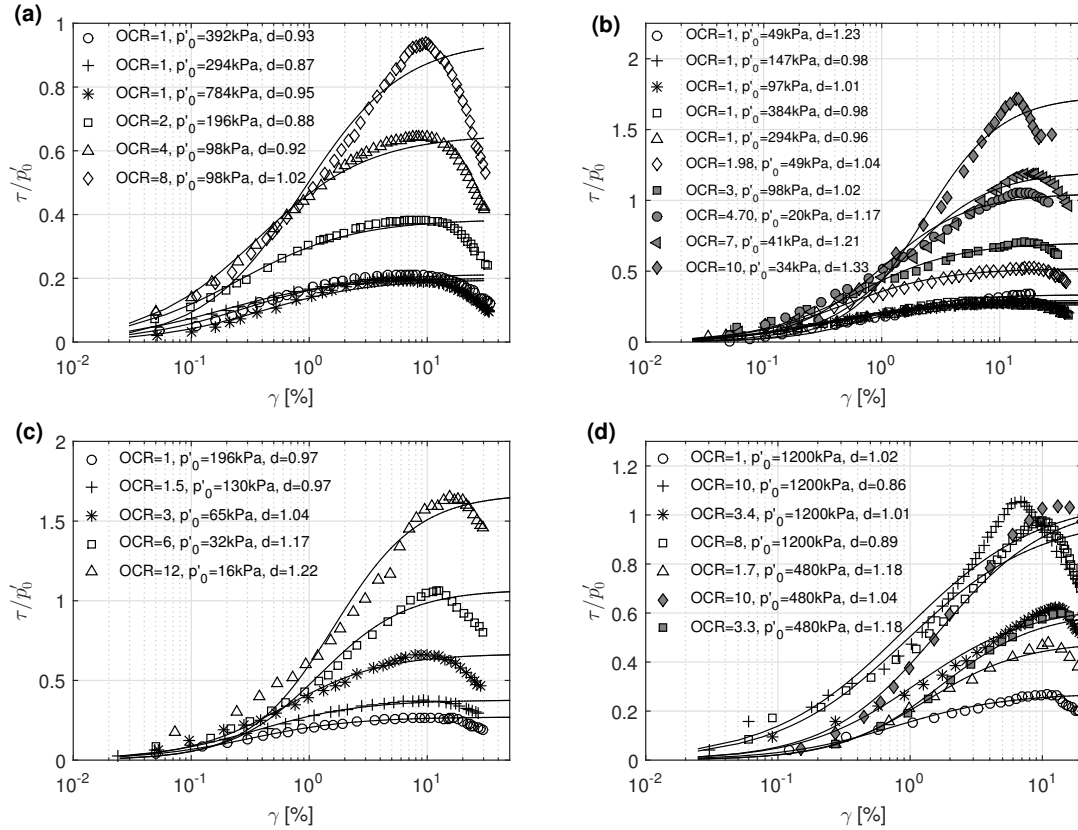 (a)
OCR=1, p'0=392kPa, d=0.93
OCR=1, p'0=294kPa, d=0.87
OCR=1, p'0=784kPa, d=0.95
OCR=2, p'0=196kPa, d=0.88
OCR=4, p'0=98kPa, d=0.92
OCR=8, p'0=98kPa, d=1.02
1
0.8
0.6
0.4
0.2
0
τ/p′0
10-2
10-1
100
101
γ [%]
(b)
OCR=1, p'0=49kPa, d=1.23
OCR=1, p'0=147kPa, d=0.98
OCR=1, p'0=97kPa, d=1.01
OCR=1, p'0=384kPa, d=0.98
OCR=1, p'0=294kPa, d=0.96
OCR=1.98, p'0=49kPa, d=1.04
OCR=3, p'0=98kPa, d=1.02
OCR=4.70, p'0=20kPa, d=1.17
OCR=7, p'0=41kPa, d=1.21
OCR=10, p'0=34kPa, d=1.33
2
1.5
1
0.5
0
τ/p′0
10-2
10-1
100
101
γ [%]
(c)
OCR=1, p'0=196kPa, d=0.97
OCR=1.5, p'0=130kPa, d=0.97
OCR=3, p'0=65kPa, d=1.04
OCR=6, p'0=32kPa, d=1.17
OCR=12, p'0=16kPa, d=1.22
2
1.5
1
0.5
0
τ/p′0
10-2
10-1
100
101
γ [%]
(d)
OCR=1, p'0=1200kPa, d=1.02
OCR=10, p'0=1200kPa, d=0.86
OCR=3.4, p'0=1200kPa, d=1.01
OCR=8, p'0=1200kPa, d=0.89
OCR=1.7, p'0=480kPa, d=1.18
OCR=10, p'0=480kPa, d=1.04
OCR=3.3, p'0=480kPa, d=1.18
1.2
1
0.8
0.6
0.4
0.2
0
τ/p′0
10-2
10-1
100
101
γ [%]